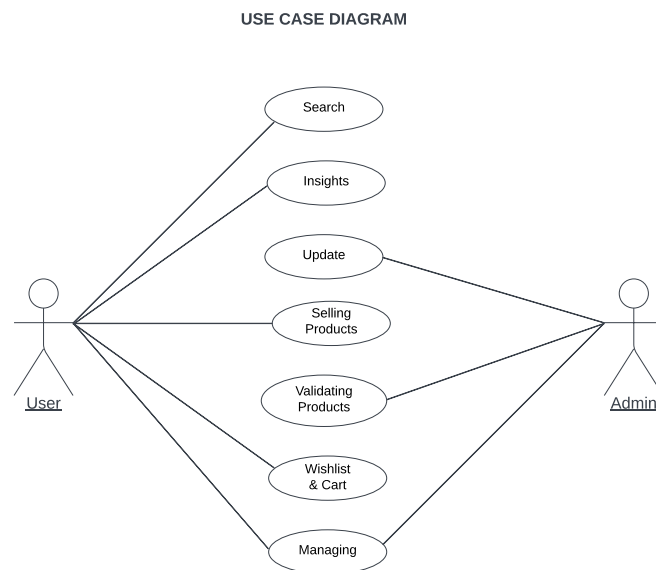 USE CASE DIAGRAM
Search
Insights
Update
Selling
Products
Validating
Products
User
Admin
Wishlist
& Cart
Managing